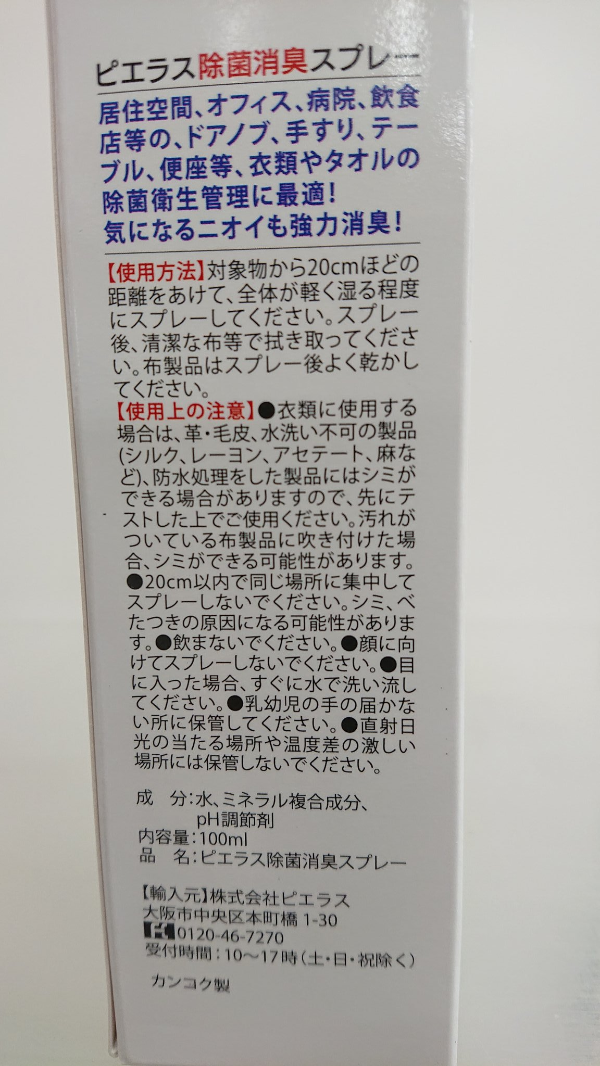 ピエラス除菌消臭スプレー
居住空間、オフィス、病院、飲食
店等の、ドアノブ、手すり、テー
ブル、便座等、衣類やタオルの
除菌衛生管理に最適!
気になるニオイも強力消臭!
【使用方法】対象物から20cmほどの
距離をあけて、全体が軽く湿る程度
にスプレーしてください。スプレー
後、清潔な布等で拭き取ってくださ
い。布製品はスプレー後よく乾かし
てください。
【使用上の注意】●衣類に使用する
場合は、革・毛皮、水洗い不可の製品
(シルク、レーヨン、アセテート、麻な
ど)、防水処理をした製品にはシミが
できる場合がありますので、先にテ
ストした上でご使用ください。汚れが
ついている布製品に吹き付けた場
合、シミができる可能性があります。
●20cm以内で同じ場所に集中して
スプレーしないでください。シミ、べ
たつきの原因になる可能性がありま
す。●飲まないでください。●顔に向
けてスプレーしないでください。●目
に入った場合、すぐに水で洗い流し
てください。●乳幼児の手の届かな
い所に保管してください。●直射日
光の当たる場所や温度差の激しい
場所には保管しないでください。
成 分:水、ミネラル複合成分、
pH調節剤
内容量:100ml
品 名:ピエラス除菌消臭スプレー
【輸入元】株式会社ピエラス
大阪市中央区本町橋 1-30
0120-46-7270
受付時間:10〜17時(土・日・祝除く)
カンコク製